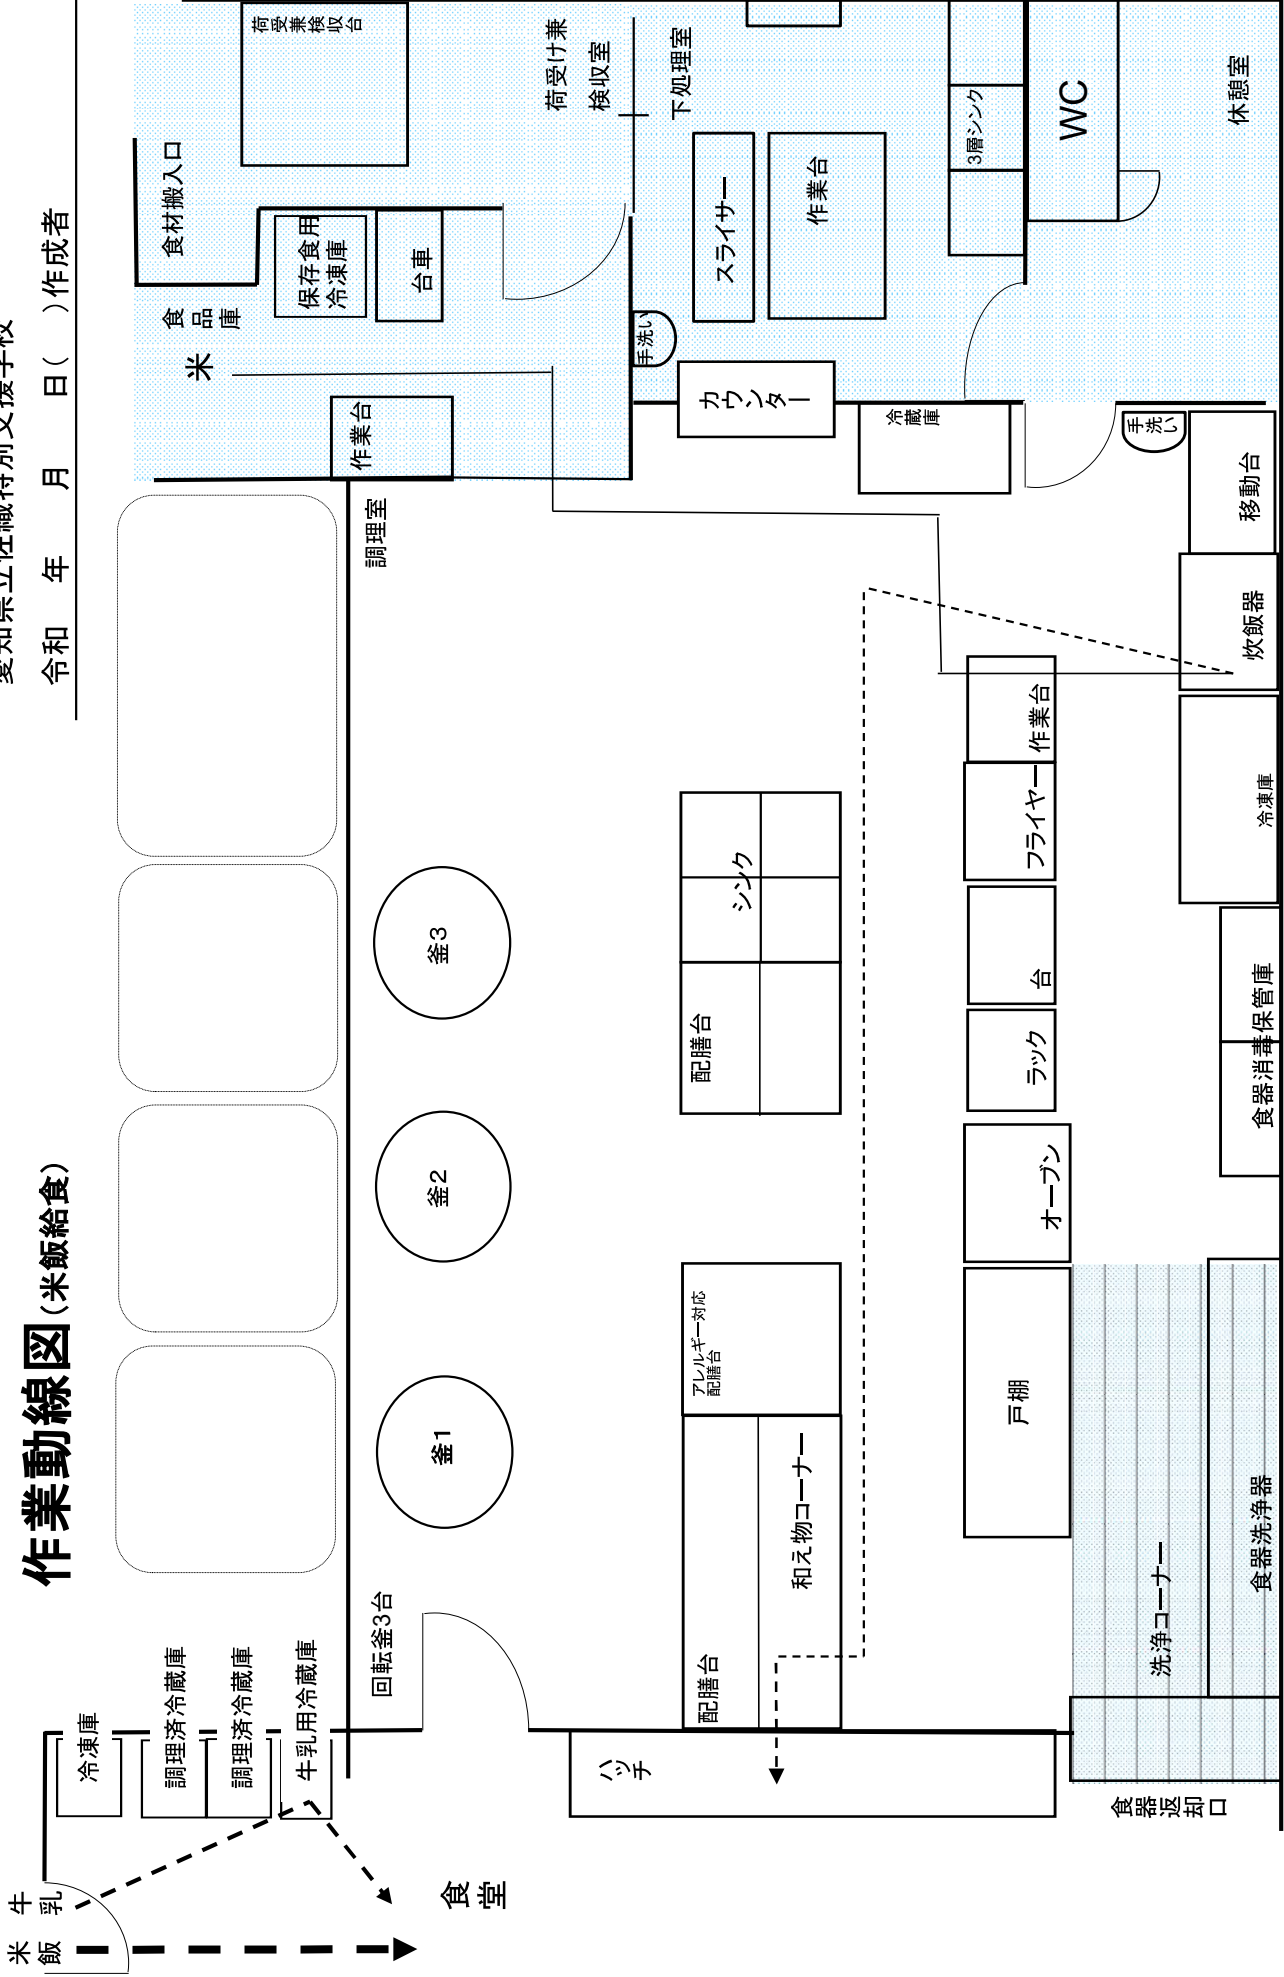 作業動線図（米飯給食）
愛知県立佐織特別支援学校
令和　年　月　日（　）作成者
米飯
牛乳
冷凍庫
調理済冷蔵庫
調理済冷蔵庫
牛乳用冷蔵庫
食堂
回転釜3台
釜1
釜2
釜3
調理室
米
食品庫
食材搬入口
荷受兼検収台
保存食用
冷凍庫
台車
作業台
荷受け兼
検収室
下処理室
手洗い
スライサー
作業台
3層シンク
WC
休憩室
カウンター
冷蔵庫
手洗い
移動台
炊飯器
冷凍庫
食器消毒保管庫
作業台
フライヤー
台
ラック
オーブン
戸棚
シンク
配膳台
アレルギー対応
配膳台
和え物コーナー
配膳台
ハッチ
洗浄コーナー
食器洗浄器
食器返却口